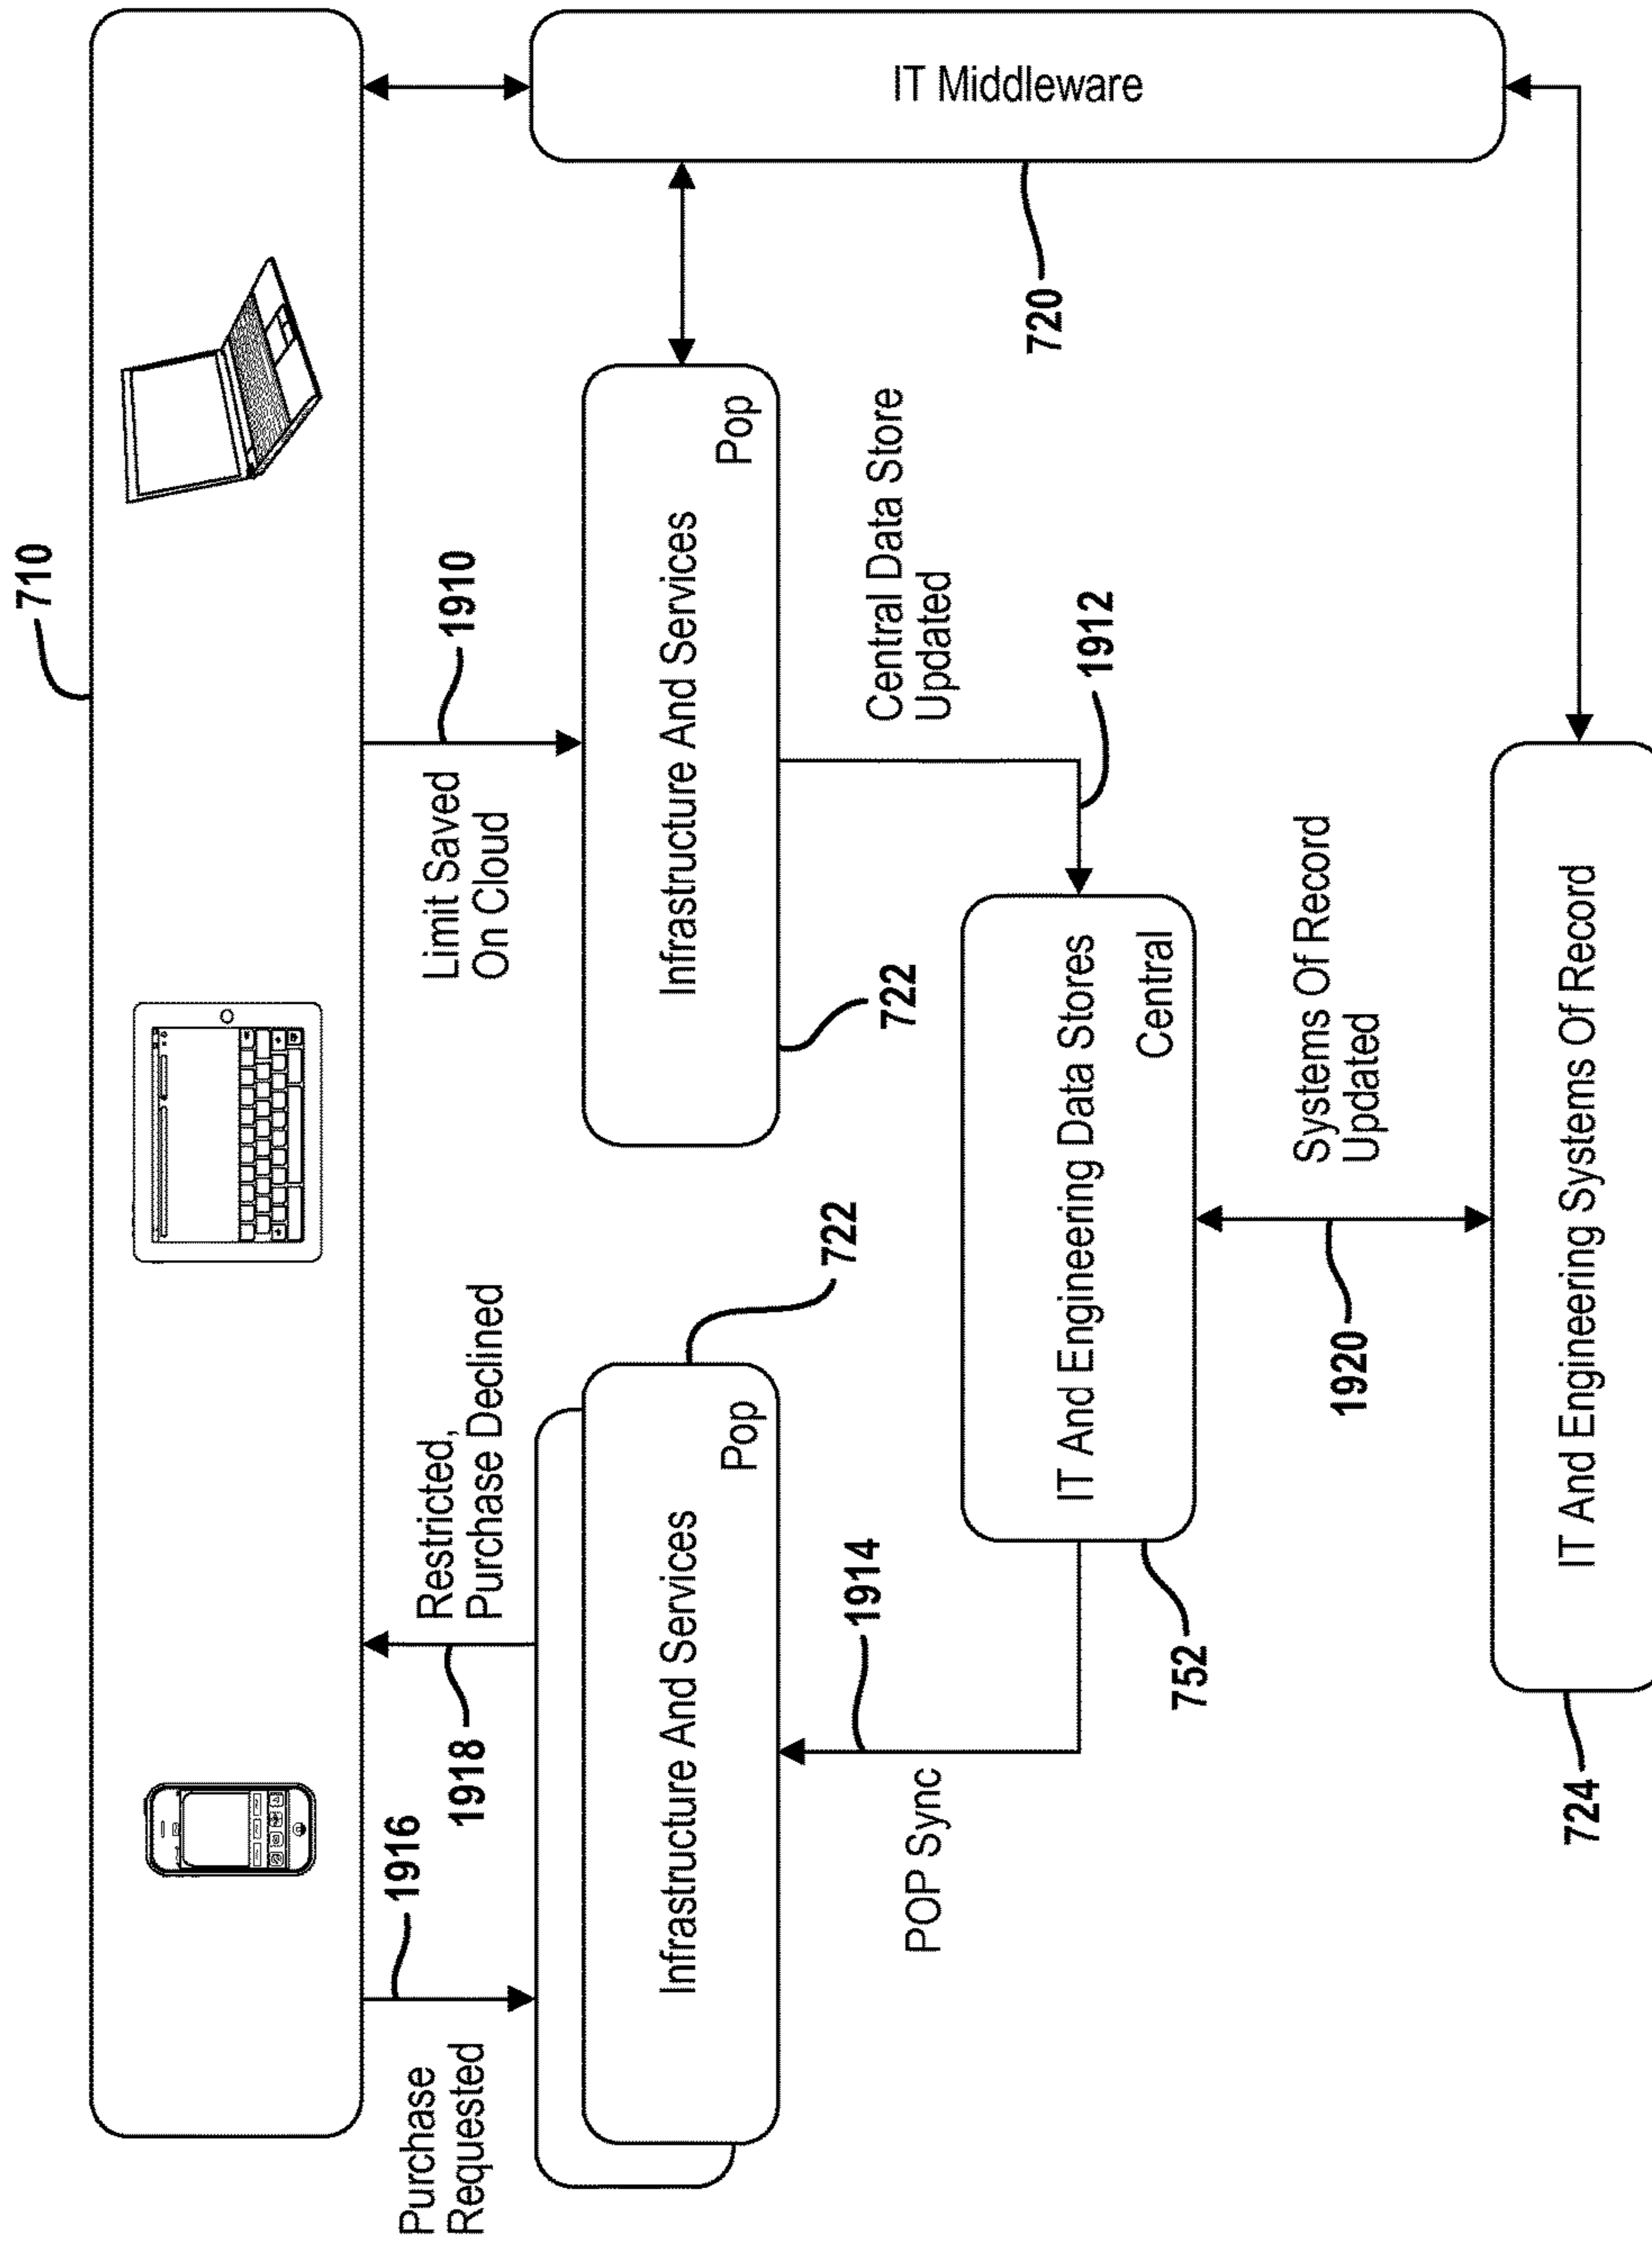 710
Purchase
Requested
1916
1918
Restricted,
Purchase Declined
Limit Saved
On Cloud
1910
Infrastructure And Services
Pop
722
Infrastructure And Services
Pop
722
IT Middleware
720
POP Sync
1914
Central Data Store
Updated
1912
IT And Engineering Data Stores
Central
752
1920
Systems Of Record
Updated
IT And Engineering Systems Of Record
724